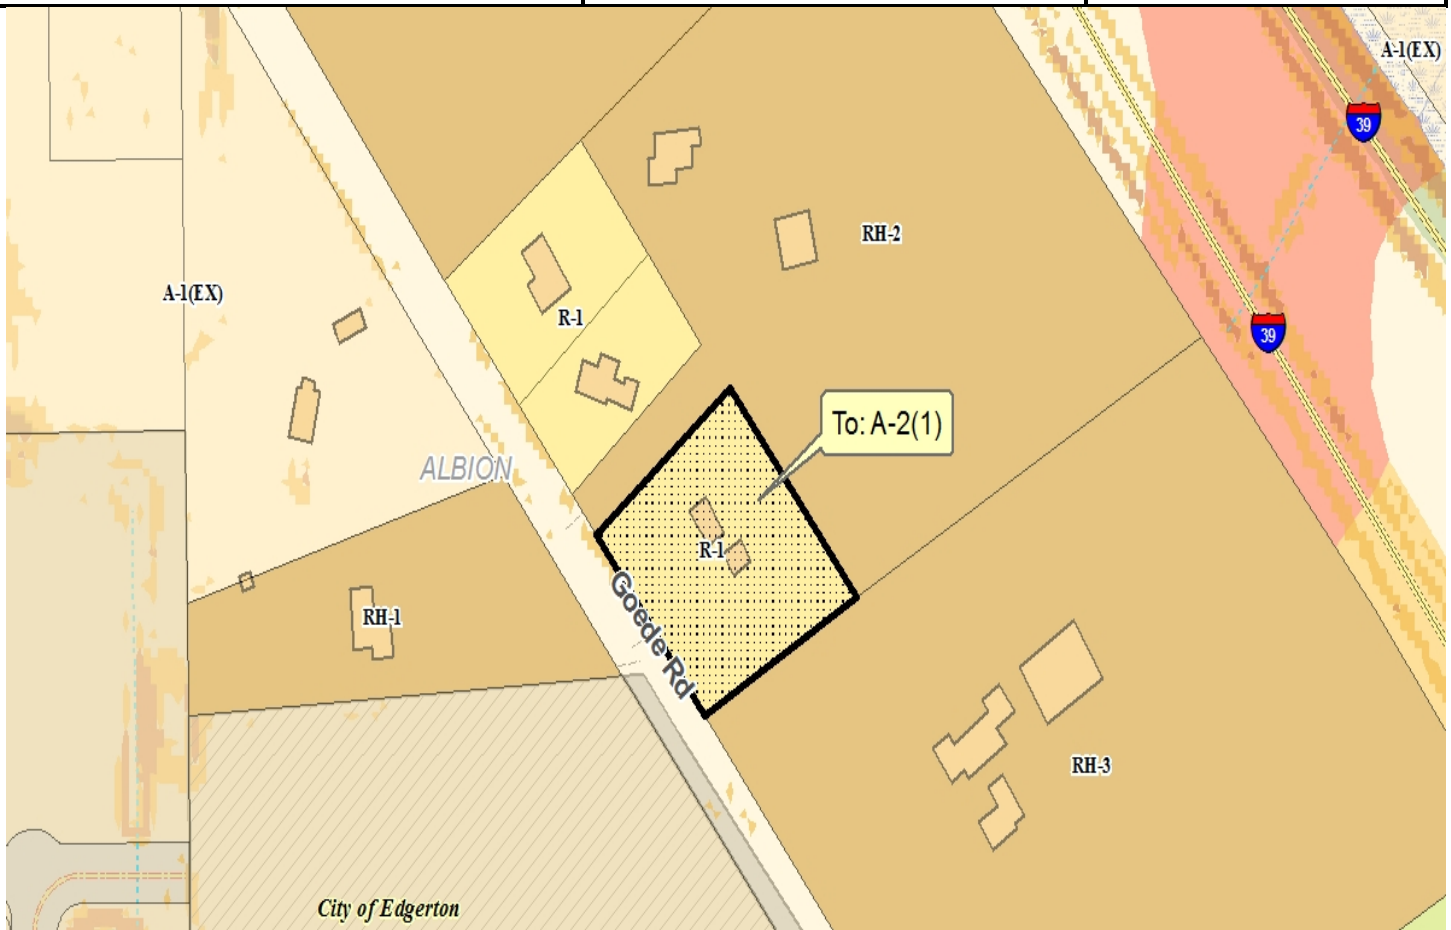 A-1(EX)
39
RH-2
A-1(EX)
R-1
39
To: A-2(1)
ALBION
R-1
Goede Rd
RH-1
RH-3
City of Edgerton